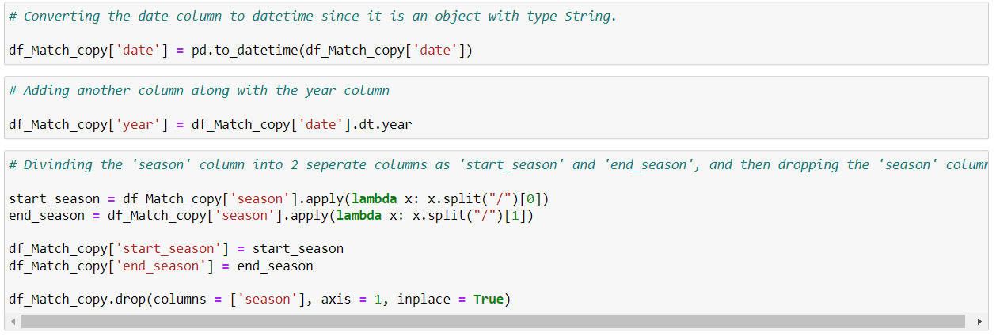 # Converting the date column to datetime since it is an object with type String.
df_Match_copy['date'] = pd.to_datetime(df_Match_copy['date'])
# Adding another column along with the year column
df_Match_copy['year'] = df_Match_copy['date'].dt.year
# Divinding the 'season' column into 2 seperate columns as 'start_season' and 'end_season', and then dropping the 'season' column
start_season = df_Match_copy['season'].apply(lambda x: x.split("/")[0])
end_season = df_Match_copy['season'].apply(lambda x: x.split("/")[1])
df_Match_copy['start_season'] = start_season
df_Match_copy['end_season'] = end_season
df_Match_copy.drop(columns = ['season'], axis = 1, inplace = True)